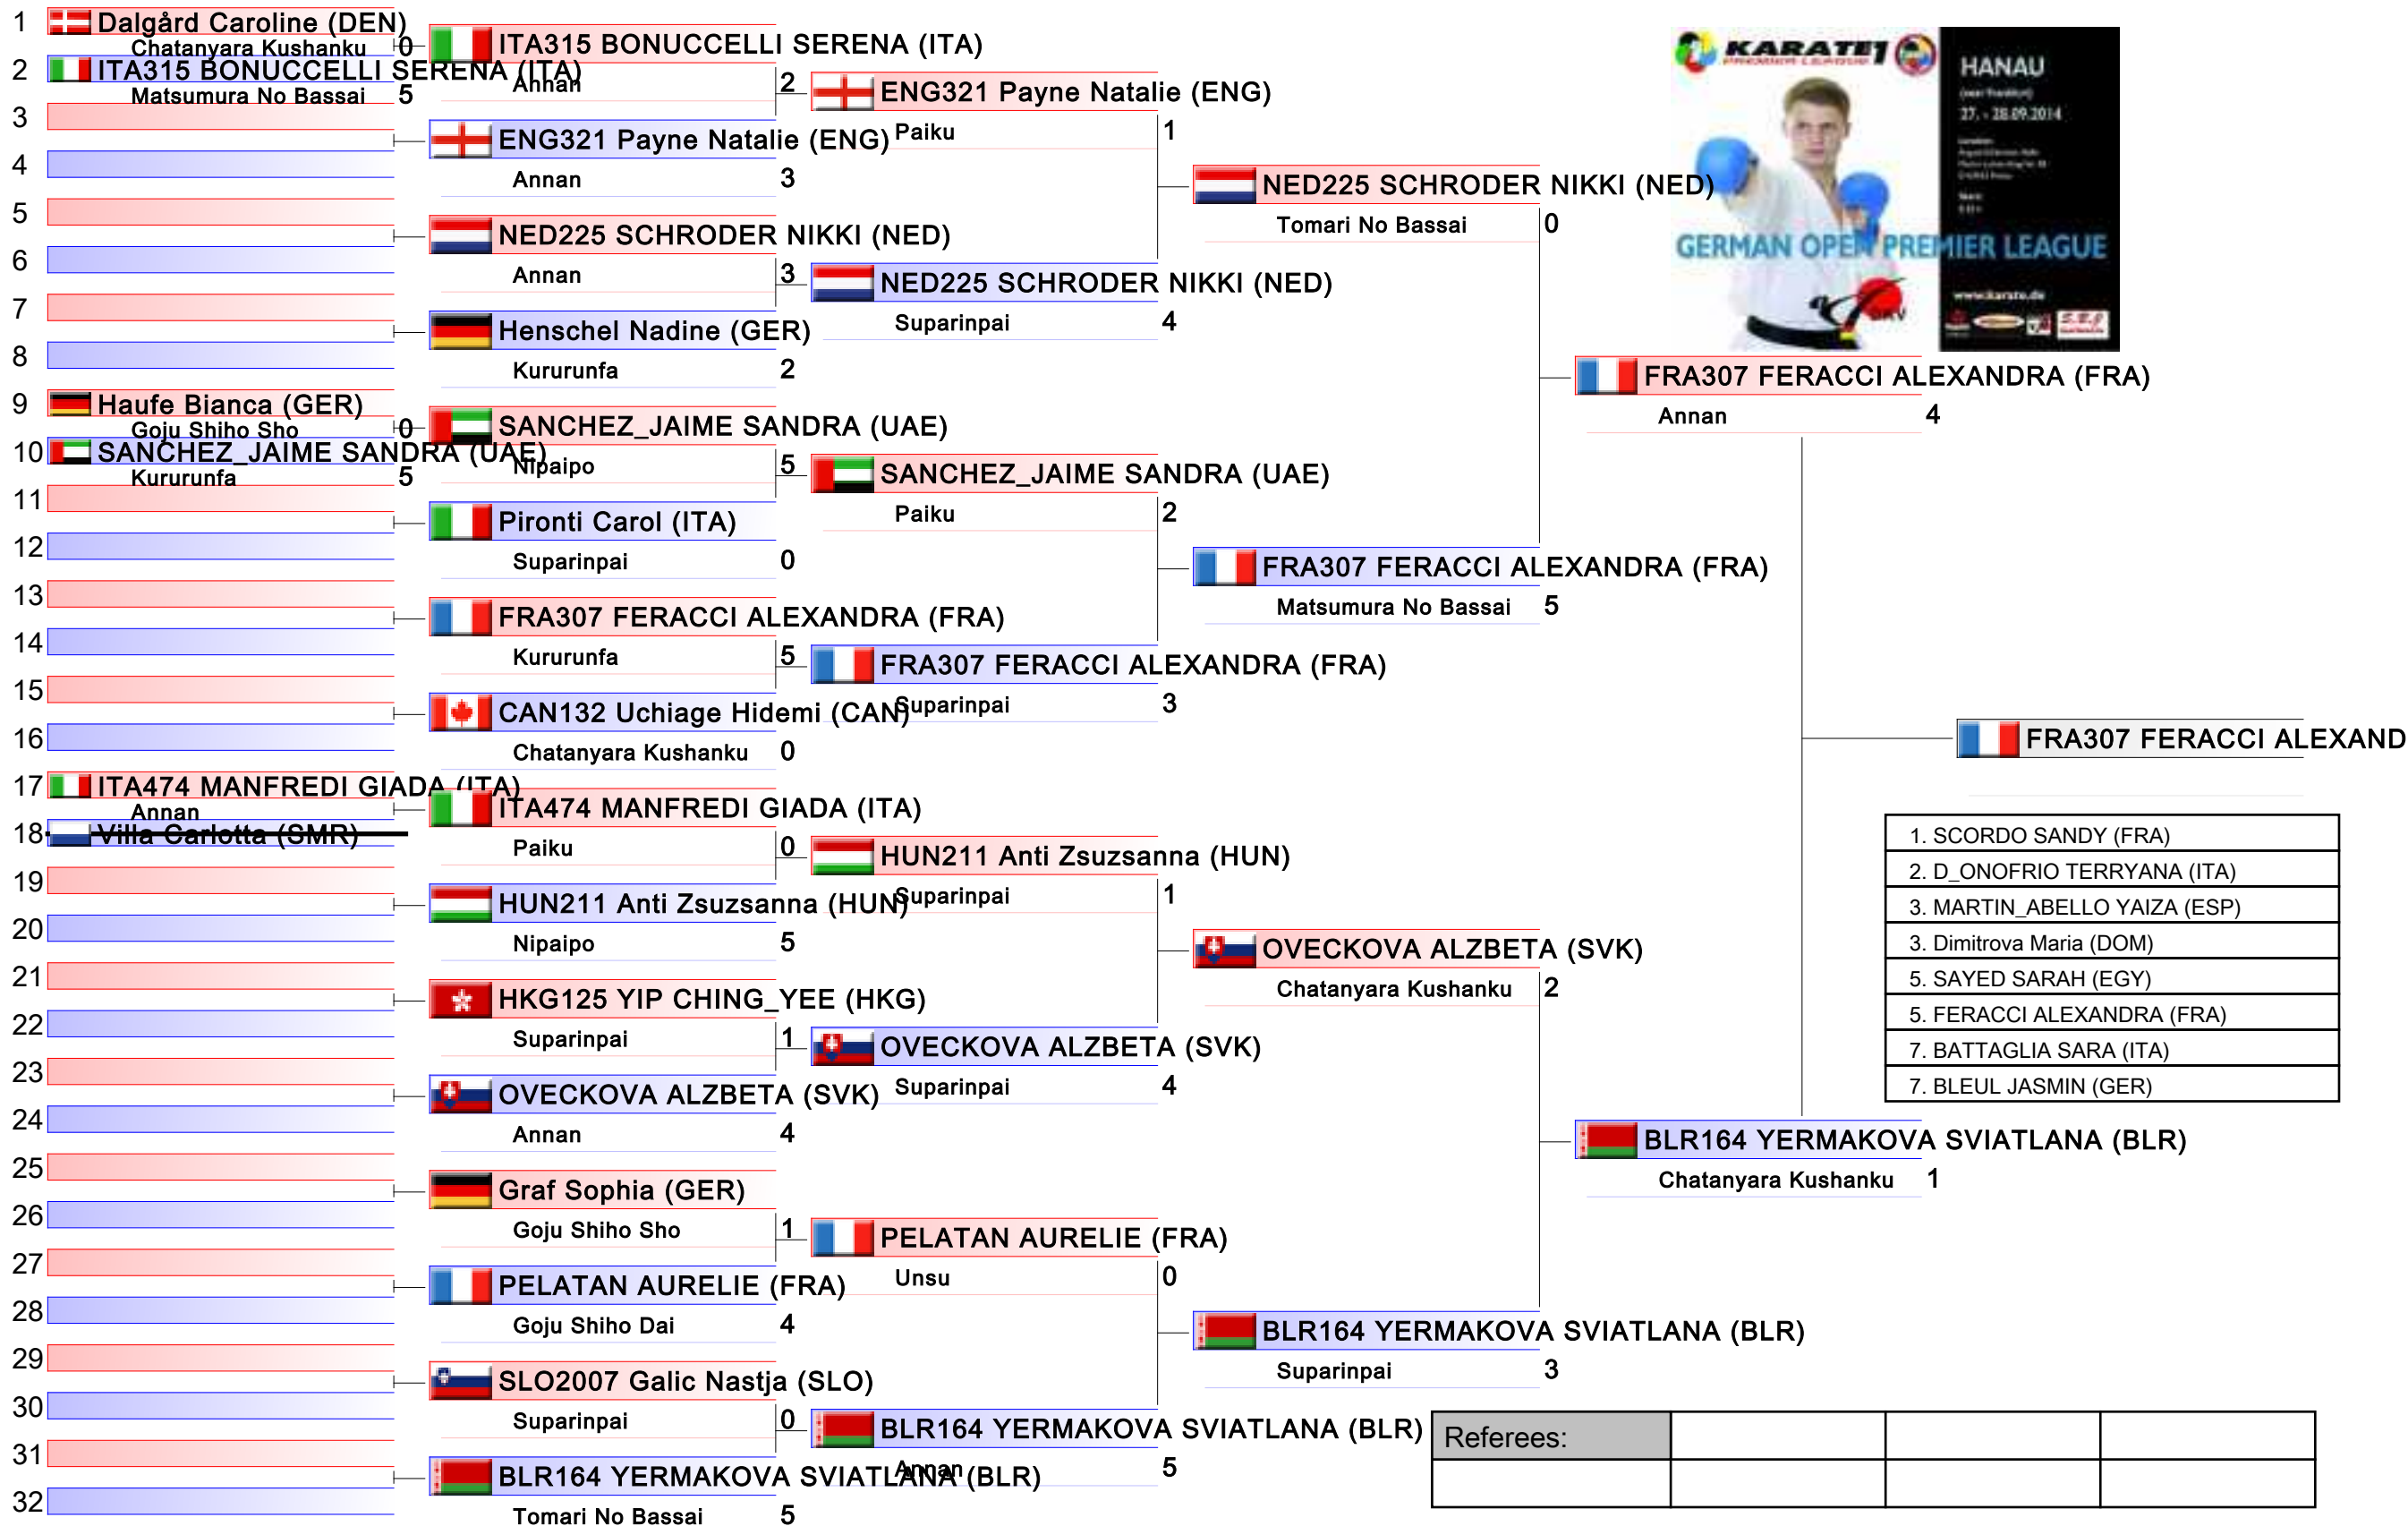 1 Dalgård Caroline (DEN)
Chatanyara Kushanku 0
2 ITA315 BONUCCELLI SERENA (ITA)
Matsumura No Bassai 5
3
4
5
6
7
8
9 Haufe Bianca (GER)
Goju Shiho Sho 0
10 SANCHEZ_JAIME SANDRA (UAE)
Kururunfa 5
11
12
13
14
15
16
17 ITA474 MANFREDI GIADA (ITA)
Annan
18 Villa Carlotta (SMR)
19
20
21
22
23
24
25
26
27
28
29
30
31
32
ITA315 BONUCCELLI SERENA (ITA)
Annan 2
ENG321 Payne Natalie (ENG)
Annan 3
NED225 SCHRODER NIKKI (NED)
Annan 3
Henschel Nadine (GER)
Kururunfa 2
SANCHEZ_JAIME SANDRA (UAE)
Nipaipo 5
Pironti Carol (ITA)
Suparinpai 0
FRA307 FERACCI ALEXANDRA (FRA)
Kururunfa 5
CAN132 Uchiage Hidemi (CAN)
Chatanyara Kushanku 0
ITA474 MANFREDI GIADA (ITA)
Paiku 0
HUN211 Anti Zsuzsanna (HUN)
Nipaipo 5
HKG125 YIP CHING_YEE (HKG)
Suparinpai 1
OVECKOVA ALZBETA (SVK)
Annan 4
Graf Sophia (GER)
Goju Shiho Sho 1
PELATAN AURELIE (FRA)
Goju Shiho Dai 4
SLO2007 Galic Nastja (SLO)
Suparinpai 0
BLR164 YERMAKOVA SVIATLANA (BLR)
Tomari No Bassai 5
ENG321 Payne Natalie (ENG)
Paiku 1
NED225 SCHRODER NIKKI (NED)
Suparinpai 4
SANCHEZ_JAIME SANDRA (UAE)
Paiku 2
FRA307 FERACCI ALEXANDRA (FRA)
Suparinpai 3
HUN211 Anti Zsuzsanna (HUN)
Suparinpai 1
OVECKOVA ALZBETA (SVK)
Suparinpai 4
PELATAN AURELIE (FRA)
Unsu 0
BLR164 YERMAKOVA SVIATLANA (BLR)
Annan 5
NED225 SCHRODER NIKKI (NED)
Tomari No Bassai 0
FRA307 FERACCI ALEXANDRA (FRA)
Matsumura No Bassai 5
OVECKOVA ALZBETA (SVK)
Chatanyara Kushanku 2
BLR164 YERMAKOVA SVIATLANA (BLR)
Suparinpai 3
KARATE1
PREMIER LEAGUE
HANAU
(near Frankfurt)
27. - 28.09.2014
GERMAN OPEN PREMIER LEAGUE
www.karate.de
FRA307 FERACCI ALEXANDRA (FRA)
Annan 4
BLR164 YERMAKOVA SVIATLANA (BLR)
Chatanyara Kushanku 1
FRA307 FERACCI ALEXAND
1. SCORDO SANDY (FRA)
2. D_ONOFRIO TERRYANA (ITA)
3. MARTIN_ABELLO YAIZA (ESP)
3. Dimitrova Maria (DOM)
5. SAYED SARAH (EGY)
5. FERACCI ALEXANDRA (FRA)
7. BATTAGLIA SARA (ITA)
7. BLEUL JASMIN (GER)
Referees: